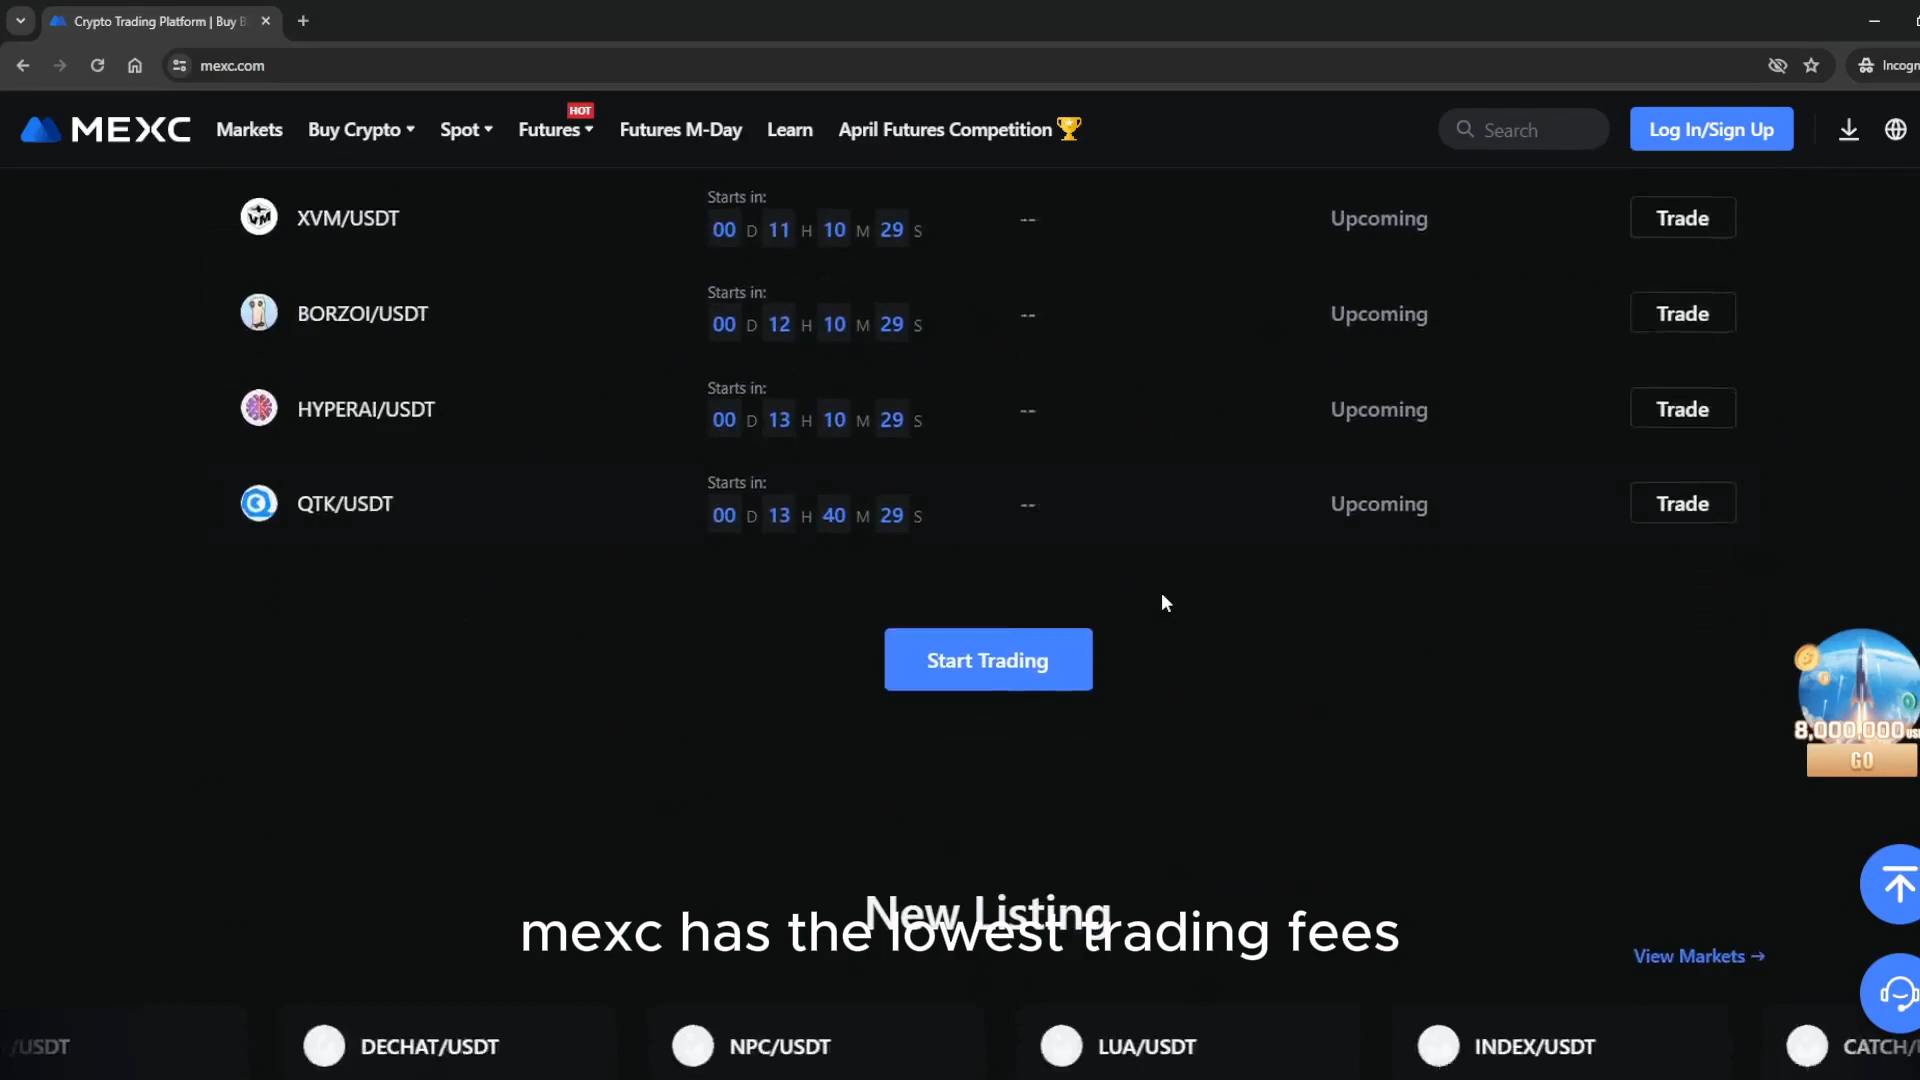 Crypto Trading Platform | Buy B
mexc.com
Incogn
MEXC Markets Buy Crypto Spot Futures HOT Futures M-Day Learn April Futures Competition Search Log In/Sign Up
XVM/USDT Starts in: 00 D 11 H 10 M 29 S -- Upcoming Trade
BORZOI/USDT Starts in: 00 D 12 H 10 M 29 S -- Upcoming Trade
HYPERAI/USDT Starts in: 00 D 13 H 10 M 29 S -- Upcoming Trade
QTK/USDT Starts in: 00 D 13 H 40 M 29 S -- Upcoming Trade
Start Trading
8,000,000 US
GO
New Listing
mexc has the lowest trading fees
View Markets →
/USDT DECHAT/USDT NPC/USDT LUA/USDT INDEX/USDT CATCH/